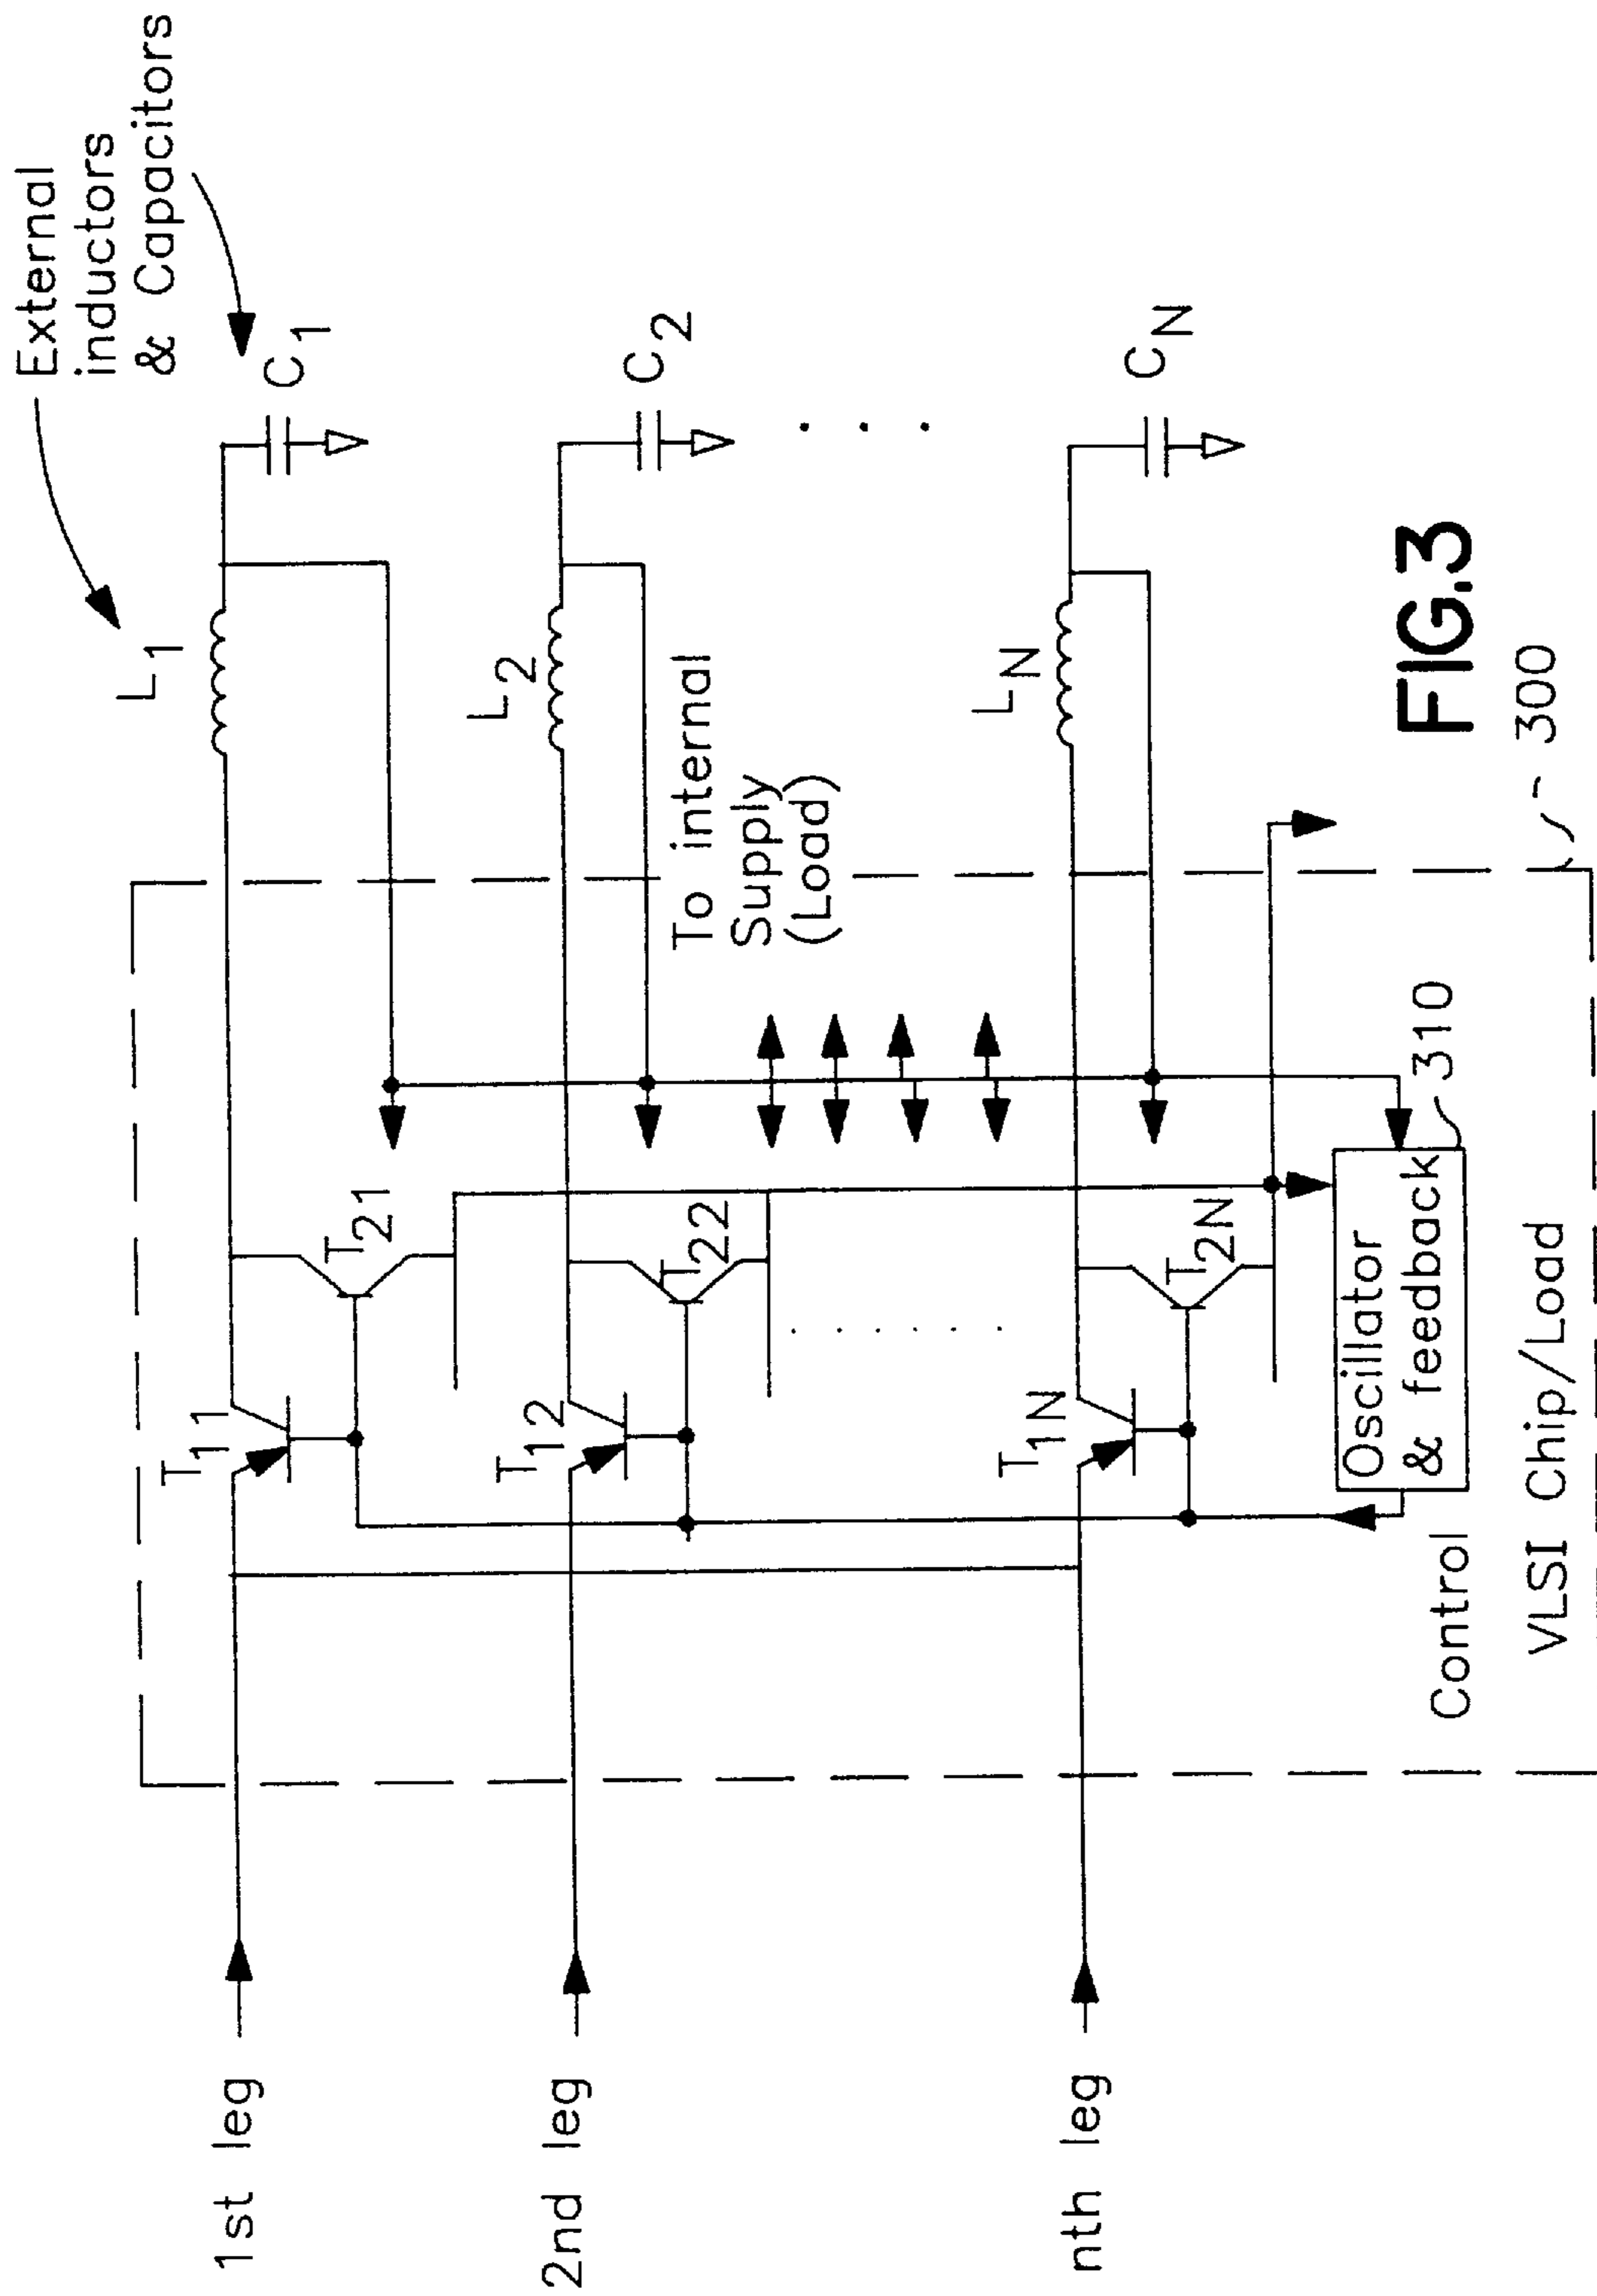 External
inductors
& Capacitors
L1
C1
L2
C2
LN
CN
To internal
Supply
(Load)
T11
T21
T12
T22
T1N
T2N
1st leg
2nd leg
nth leg
Oscillator
& feedback
310
Control
VLSI Chip/Load
300
FIG.3